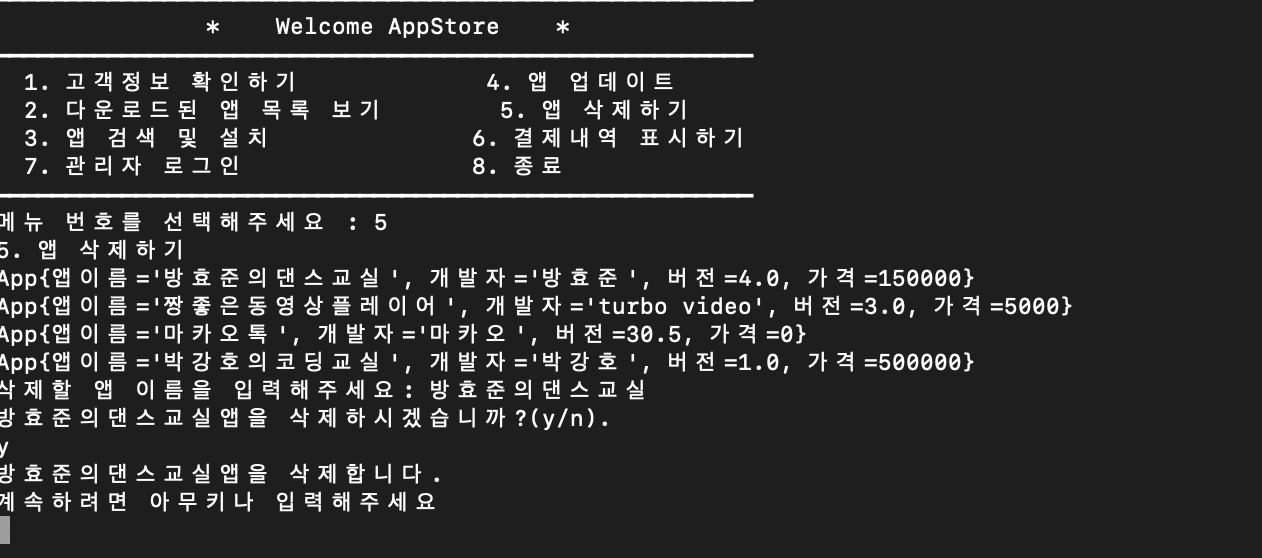 * Welcome AppStore *
1. 고객정보 확인하기 4. 앱 업데이트
2. 다운로드된 앱 목록 보기 5. 앱 삭제하기
3. 앱 검색 및 설치 6. 결제내역 표시하기
7. 관리자 로그인 8. 종료
메뉴 번호를 선택해주세요 : 5
5. 앱 삭제하기
App{앱이름='방효준의댄스교실', 개발자='방효준', 버전=4.0, 가격=150000}
App{앱이름='짱좋은동영상플레이어', 개발자='turbo video', 버전=3.0, 가격=5000}
App{앱이름='마카오톡', 개발자='마카오', 버전=30.5, 가격=0}
App{앱이름='박강호의코딩교실', 개발자='박강호', 버전=1.0, 가격=500000}
삭제할 앱 이름을 입력해주세요: 방효준의댄스교실
방효준의댄스교실앱을 삭제하시겠습니까?(y/n).
y
방효준의댄스교실앱을 삭제합니다.
계속하려면 아무키나 입력해주세요